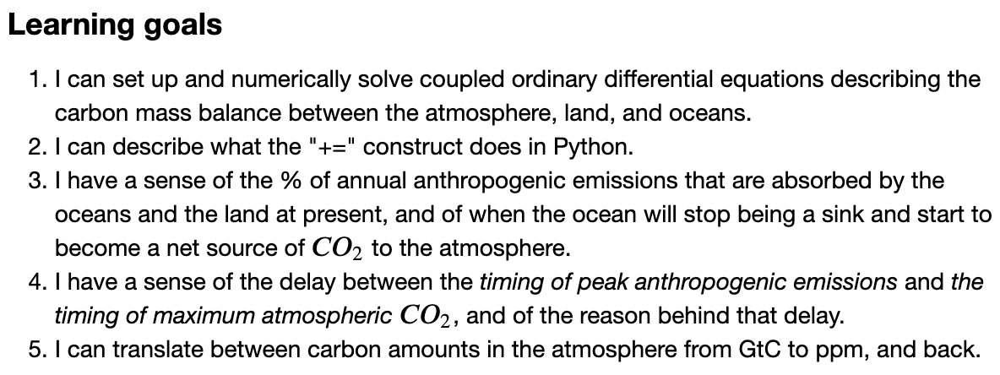 Learning goals
1. I can set up and numerically solve coupled ordinary differential equations describing the
carbon mass balance between the atmosphere, land, and oceans.
2. I can describe what the "+=" construct does in Python.
3. I have a sense of the % of annual anthropogenic emissions that are absorbed by the
oceans and the land at present, and of when the ocean will stop being a sink and start to
become a net source of CO₂ to the atmosphere.
4. I have a sense of the delay between the timing of peak anthropogenic emissions and the
timing of maximum atmospheric CO₂, and of the reason behind that delay.
5. I can translate between carbon amounts in the atmosphere from GtC to ppm, and back.